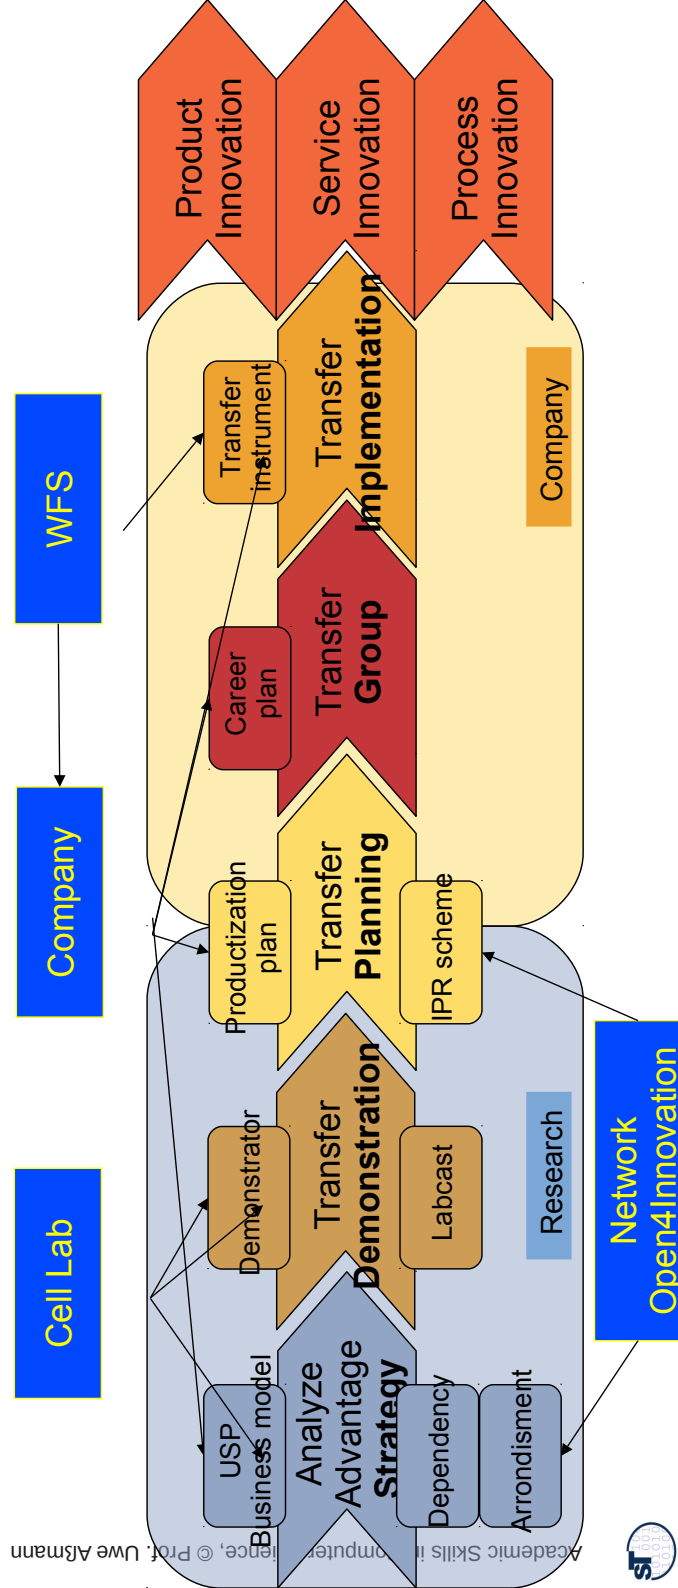 Cell Lab
Company
WFS
USP
Business model
Demonstrator
Productization
plan
Career
plan
Transfer
instrument
Analyze
Advantage
Strategy
Transfer
Demonstration
Transfer
Planning
Transfer
Group
Transfer
Implementation
Product
Innovation
Service
Innovation
Process
Innovation
Dependency
Arrondisment
Labcast
IPR scheme
Research
Company
Network
Open4Innovation
Academic Skills in Computer Science, © Prof. Uwe Aßmann
ST